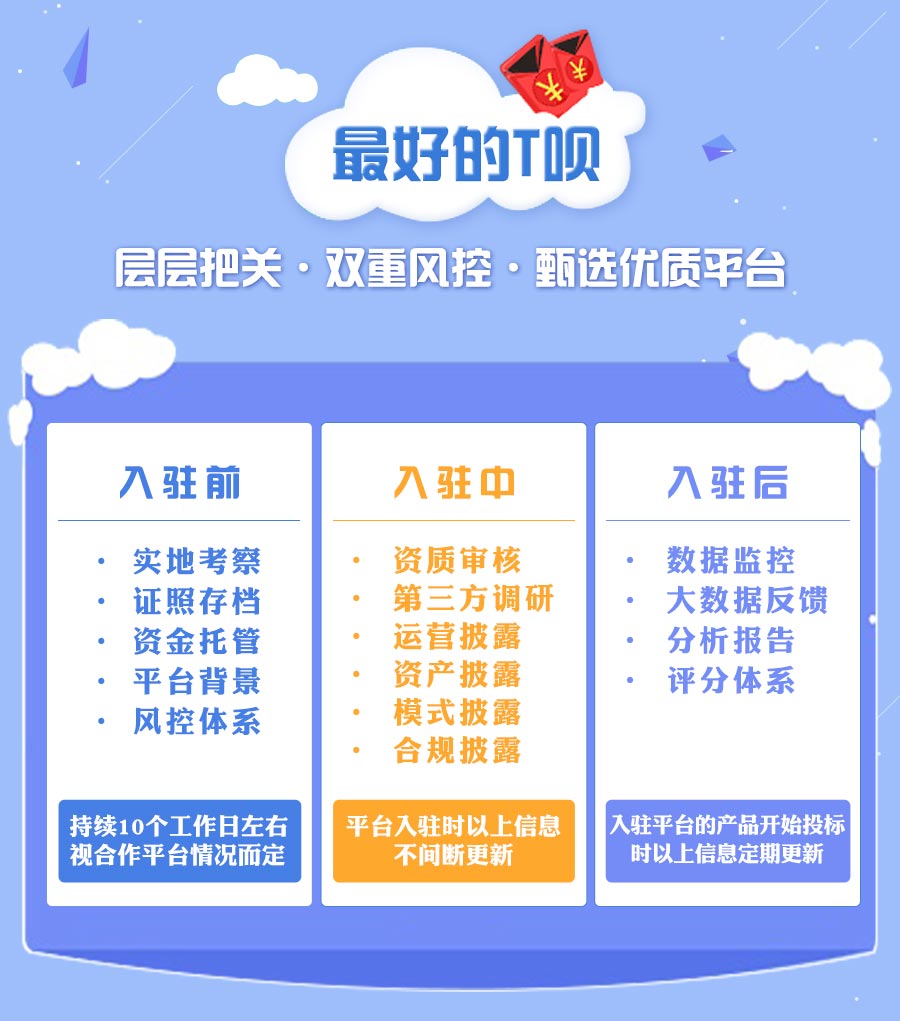 最好的T呗
层层把关·双重风控·甄选优质平台
入驻前
· 实地考察
· 证照存档
· 资金托管
· 平台背景
· 风控体系
持续10个工作日左右
视合作平台情况而定
入驻中
· 资质审核
· 第三方调研
· 运营披露
· 资产披露
· 模式披露
· 合规披露
平台入驻时以上信息
不间断更新
入驻后
· 数据监控
· 大数据反馈
· 分析报告
· 评分体系
入驻平台的产品开始投标
时以上信息定期更新